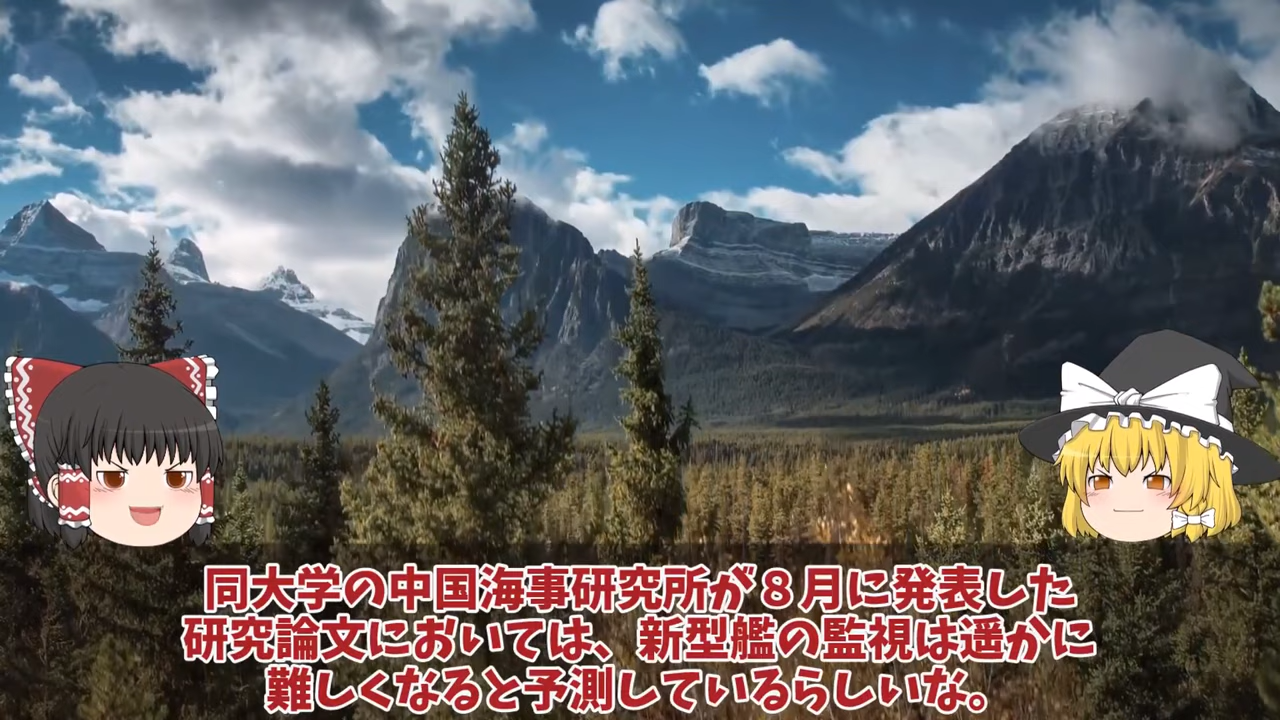 同大学の中国海事研究所が８月に発表した
研究論文においては、新型艦の監視は遥かに
難しくなると予測しているらしいな。